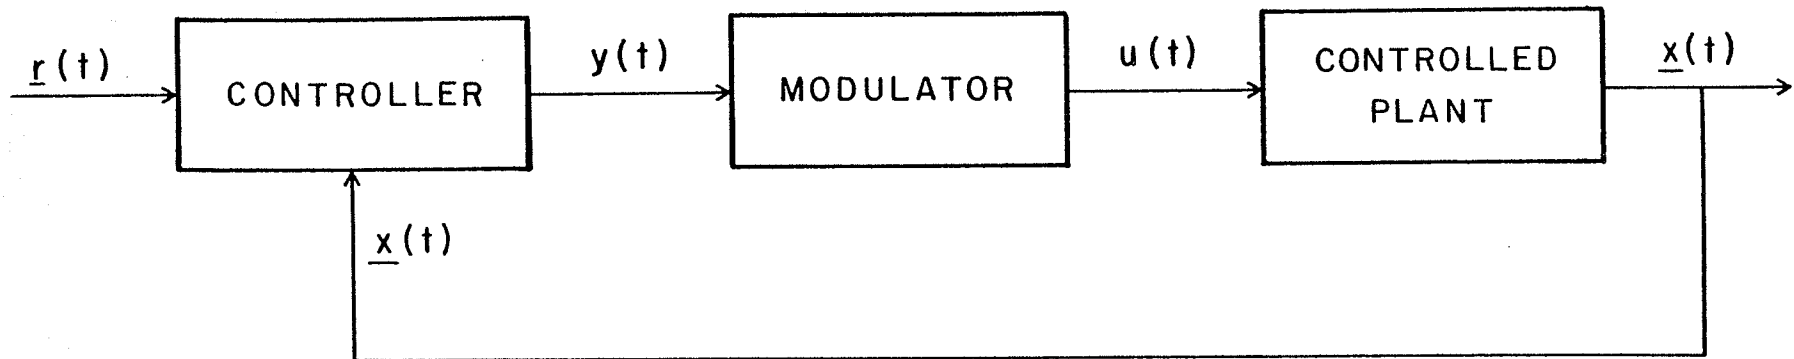 r(t)
CONTROLLER
y(t)
MODULATOR
u(t)
CONTROLLED
PLANT
x(t)
x(t)